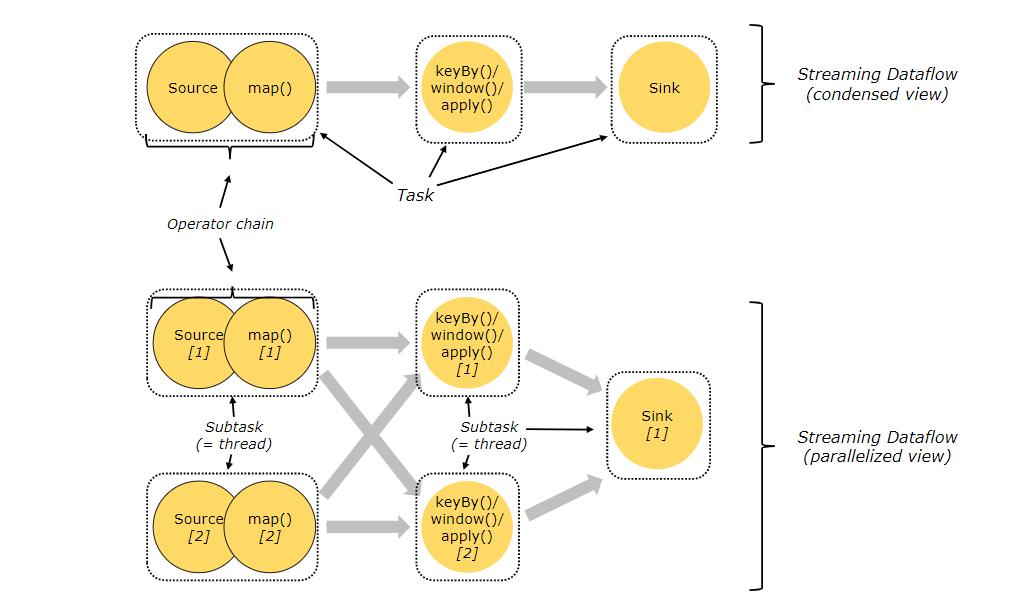 Source
map()
keyBy()/
window()/
apply()
Sink
Streaming Dataflow
(condensed view)
Task
Operator chain
Source
[1]
map()
[1]
keyBy()/
window()/
apply()
[1]
Subtask
(= thread)
Subtask
(= thread)
Sink
[1]
Streaming Dataflow
(parallelized view)
Source
[2]
map()
[2]
keyBy()/
window()/
apply()
[2]